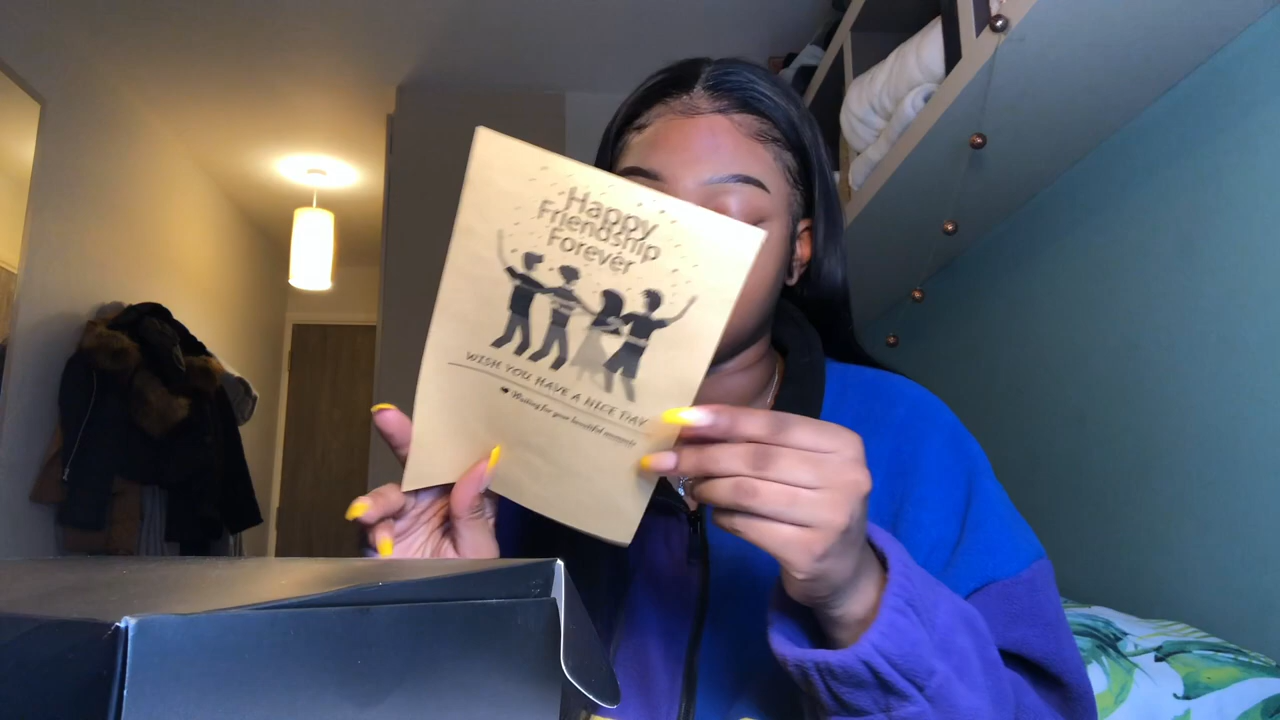 Happy
Friendship
Forever
WISH YOU HAVE A NICE DAY
Waiting for your beautiful moments